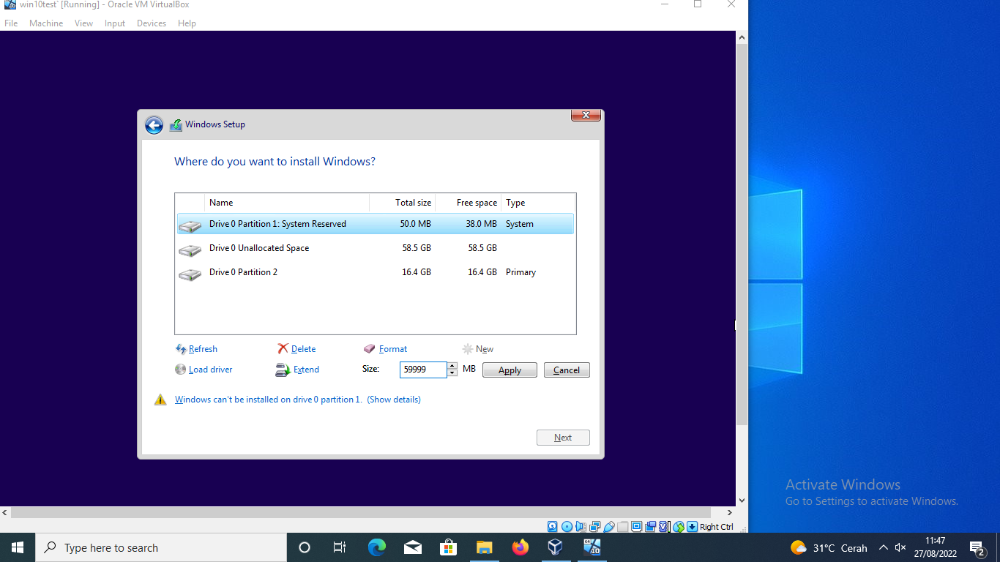 win10test` [Running] - Oracle VM VirtualBox
File Machine View Input Devices Help
Windows Setup
Where do you want to install Windows?
Name Total size Free space Type
Drive 0 Partition 1: System Reserved 50.0 MB 38.0 MB System
Drive 0 Unallocated Space 58.5 GB 58.5 GB
Drive 0 Partition 2 16.4 GB 16.4 GB Primary
Refresh Delete Format New
Load driver Extend Size: 59999 MB Apply Cancel
Windows can't be installed on drive 0 partition 1. (Show details)
Next
Activate Windows
Go to Settings to activate Windows.
Right Ctrl
Type here to search
31°C Cerah
11:47
27/08/2022
2